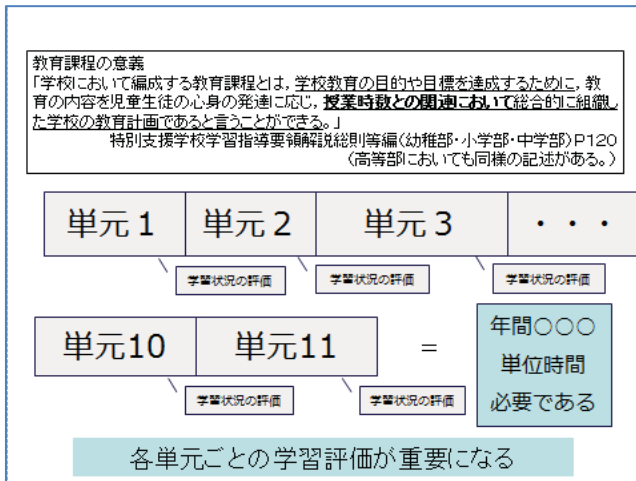 教育課程の意義
「学校において編成する教育課程とは，学校教育の目的や目標を達成するために，教
育の内容を児童生徒の心身の発達に応じ，授業時数との関連において総合的に組織し
た学校の教育計画であると言うことができる。」
特別支援学校学習指導要領解説総則等編（幼稚部・小学部・中学部）P120
（高等部においても同様の記述がある。）
単元１ 単元２ 単元３ ・・・
学習状況の評価 学習状況の評価 学習状況の評価
単元10 単元11 ＝
年間○○○
単位時間
必要である
学習状況の評価 学習状況の評価
各単元ごとの学習評価が重要になる